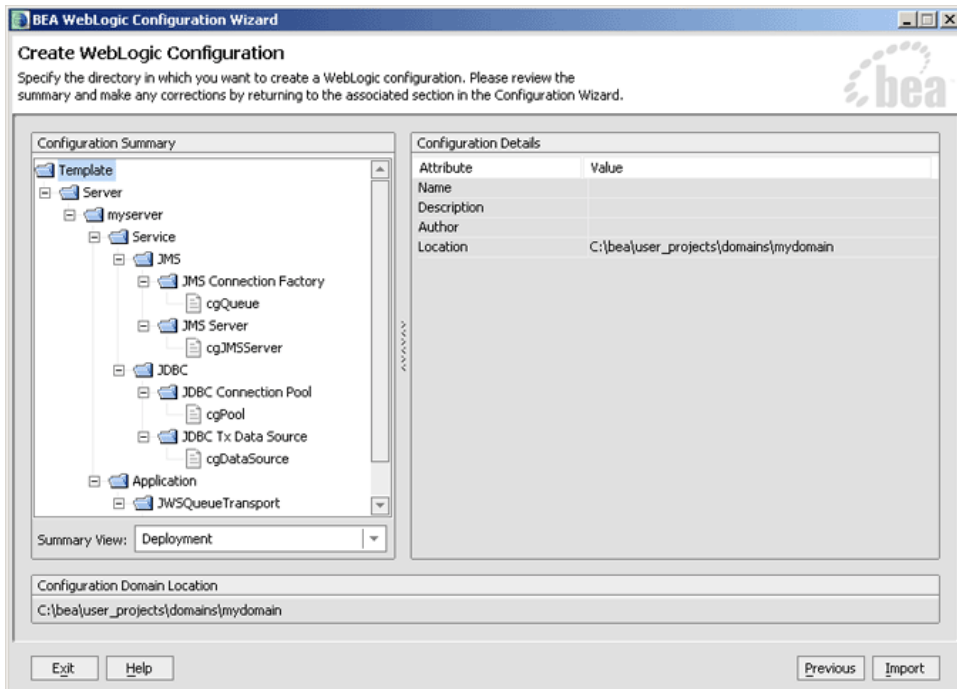 BEA WebLogic Configuration Wizard
Create WebLogic Configuration
Specify the directory in which you want to create a WebLogic configuration. Please review the
summary and make any corrections by returning to the associated section in the Configuration Wizard.
bea
Configuration Summary
Template
Server
myserver
Service
JMS
JMS Connection Factory
cgQueue
JMS Server
cgJMSServer
JDBC
JDBC Connection Pool
cgPool
JDBC Tx Data Source
cgDataSource
Application
JWSQueueTransport
Summary View: Deployment
Configuration Details
Attribute Value
Name
Description
Author
Location C:\bea\user_projects\domains\mydomain
Configuration Domain Location
C:\bea\user_projects\domains\mydomain
Exit Help Previous Import